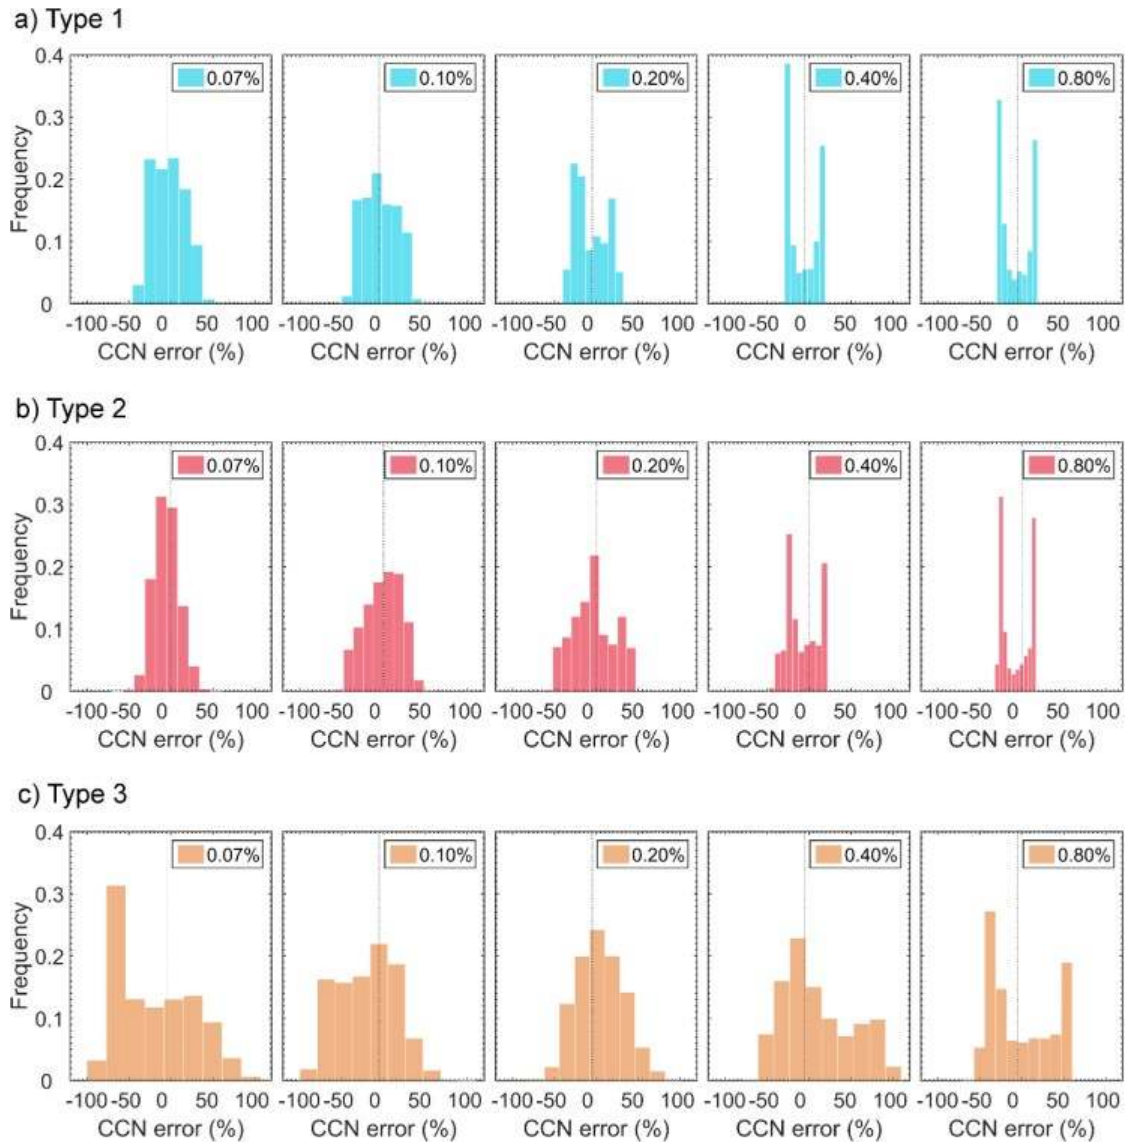 a) Type 1
0.4 0.07% 0.10% 0.20% 0.40% 0.80%
0.3
0.2
0.1
0
Frequency
-100 -50 0 50 100 -100 -50 0 50 100 -100 -50 0 50 100 -100 -50 0 50 100 -100 -50 0 50 100
CCN error (%) CCN error (%) CCN error (%) CCN error (%) CCN error (%)
b) Type 2
0.4 0.07% 0.10% 0.20% 0.40% 0.80%
0.3
0.2
0.1
0
Frequency
-100 -50 0 50 100 -100 -50 0 50 100 -100 -50 0 50 100 -100 -50 0 50 100 -100 -50 0 50 100
CCN error (%) CCN error (%) CCN error (%) CCN error (%) CCN error (%)
c) Type 3
0.4 0.07% 0.10% 0.20% 0.40% 0.80%
0.3
0.2
0.1
0
Frequency
-100 -50 0 50 100 -100 -50 0 50 100 -100 -50 0 50 100 -100 -50 0 50 100 -100 -50 0 50 100
CCN error (%) CCN error (%) CCN error (%) CCN error (%) CCN error (%)